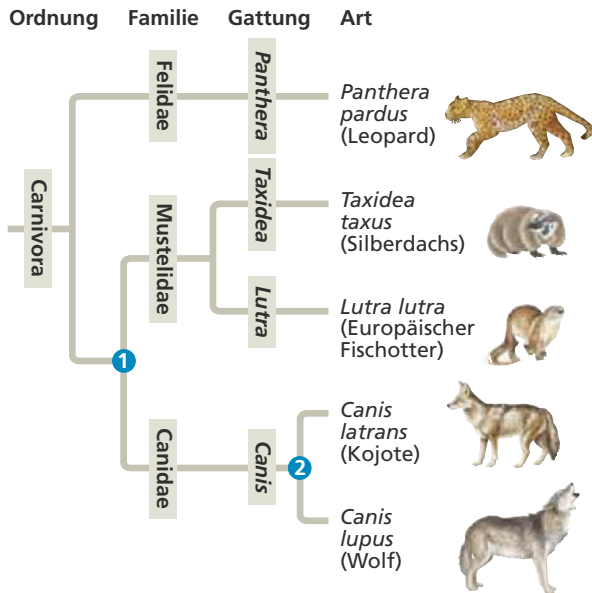 Ordnung Familie Gattung Art
Carnivora
Felidae
Panthera
Panthera
pardus
(Leopard)
Mustelidae
Taxidea
Taxidea
taxus
(Silberdachs)
Lutra
Lutra lutra
(Europäischer
Fischotter)
1
Canidae
Canis
2
Canis
latrans
(Kojote)
Canis
lupus
(Wolf)